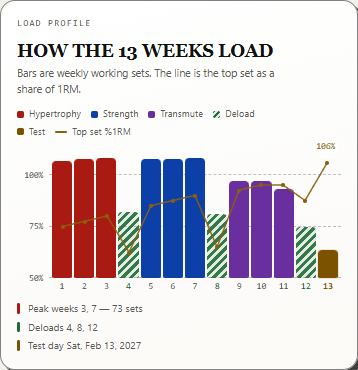 LOAD PROFILE
HOW THE 13 WEEKS LOAD
Bars are weekly working sets. The line is the top set as a
share of 1RM.
Hypertrophy Strength Transmute Deload
Test Top set %1RM
106%
100%
75%
50%
1 2 3 4 5 6 7 8 9 10 11 12 13
Peak weeks 3, 7 — 73 sets
Deloads 4, 8, 12
Test day Sat, Feb 13, 2027